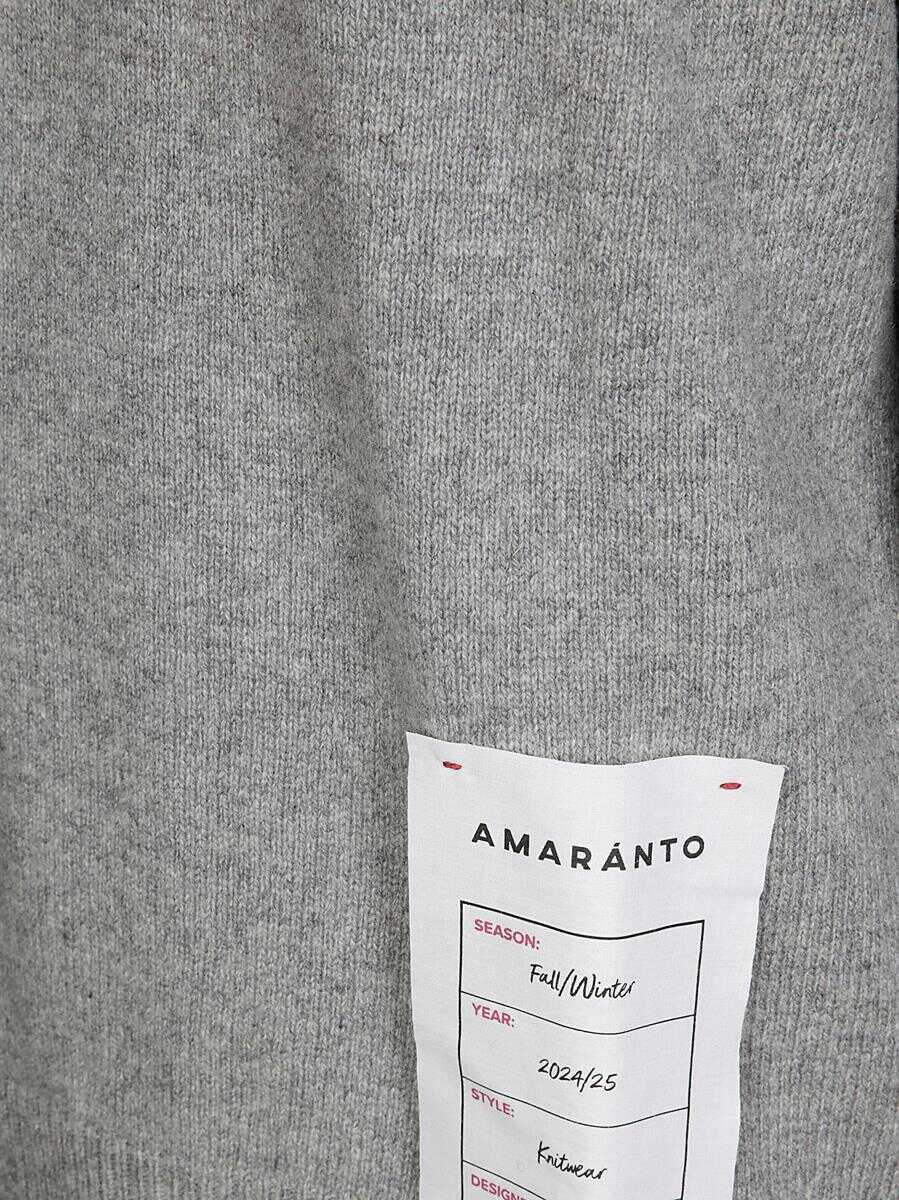 AMARÁNTO
SEASON:
Fall/Winter
YEAR:
2024/25
STYLE:
Knitwear